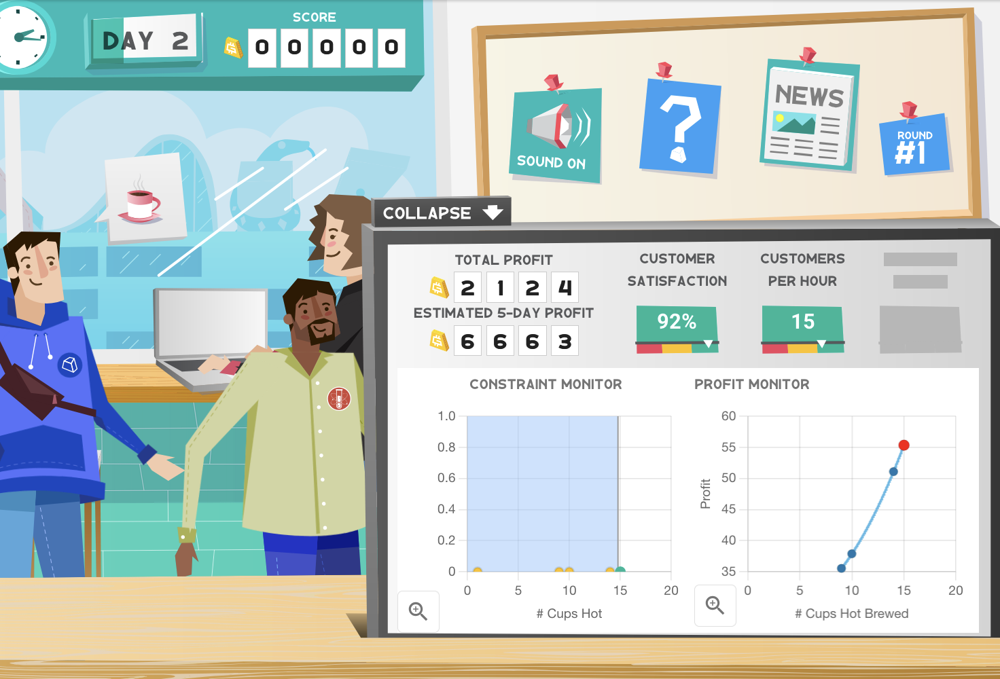 DAY 2
SCORE
0 0 0 0 0
SOUND ON
?
NEWS
ROUND
#1
COLLAPSE
TOTAL PROFIT
2 1 2 4
ESTIMATED 5-DAY PROFIT
6 6 6 3
CUSTOMER
SATISFACTION
92%
CUSTOMERS
PER HOUR
15
CONSTRAINT MONITOR
1.0
0.8
0.6
0.4
0.2
0
0 5 10 15 20
# Cups Hot
PROFIT MONITOR
60
55
50
45
40
35
Profit
0 5 10 15 20
# Cups Hot Brewed